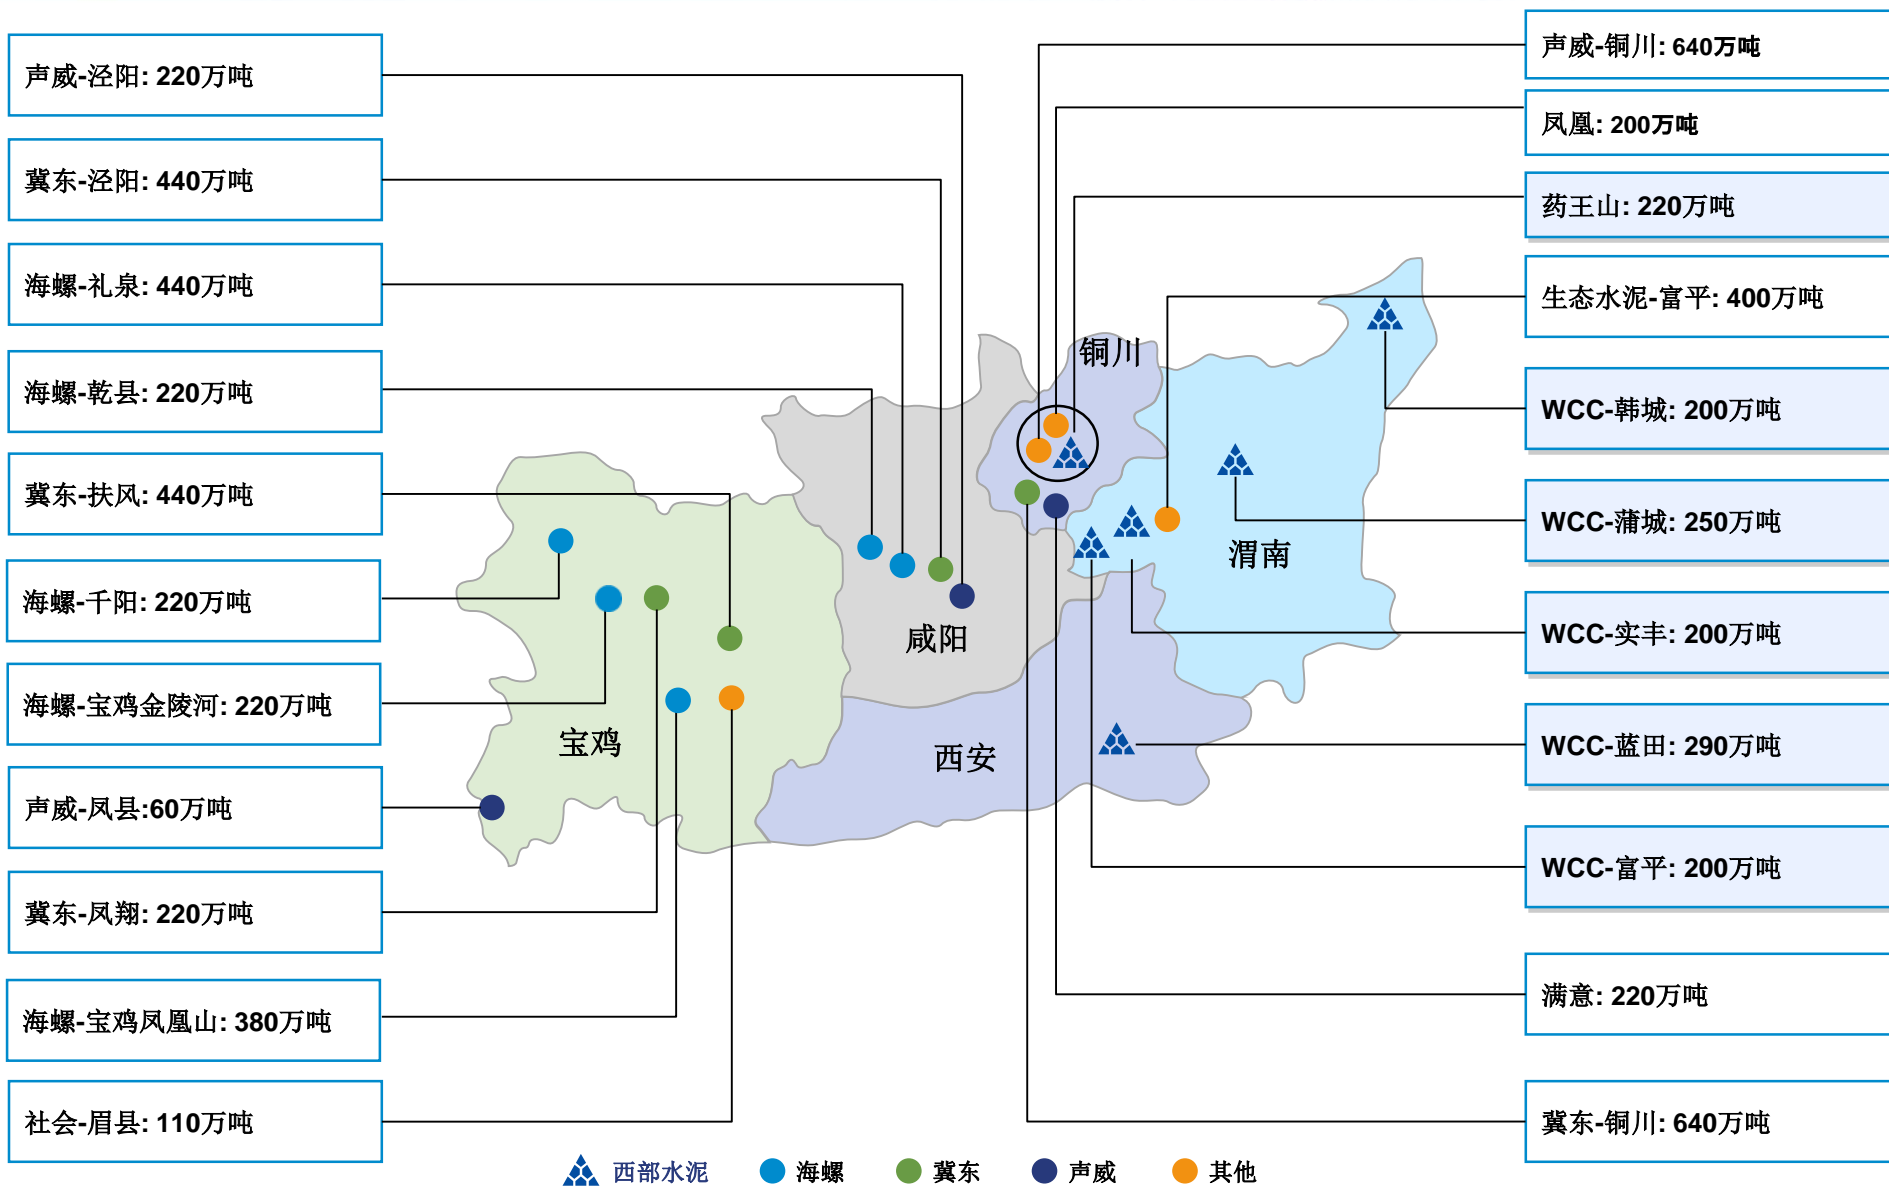 声威-泾阳: 220万吨
冀东-泾阳: 440万吨
海螺-礼泉: 440万吨
海螺-乾县: 220万吨
冀东-扶风: 440万吨
海螺-千阳: 220万吨
海螺-宝鸡金陵河: 220万吨
声威-凤县:60万吨
冀东-凤翔: 220万吨
海螺-宝鸡凤凰山: 380万吨
社会-眉县: 110万吨
铜川
渭南
咸阳
宝鸡
西安
声威-铜川: 640万吨
凤凰: 200万吨
药王山: 220万吨
生态水泥-富平: 400万吨
WCC-韩城: 200万吨
WCC-蒲城: 250万吨
WCC-实丰: 200万吨
WCC-蓝田: 290万吨
WCC-富平: 200万吨
满意: 220万吨
冀东-铜川: 640万吨
西部水泥 海螺 冀东 声威 其他